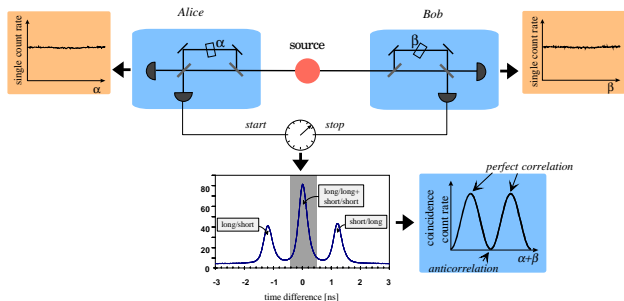 Alice
Bob
single count rate
α
α
source
β
single count rate
β
start
stop
80
60
40
20
0
long/short
long/long+
short/short
short/long
-3
-2
-1
0
1
2
3
time difference [ns]
perfect correlation
coincidence
count rate
anticorrelation
α+β